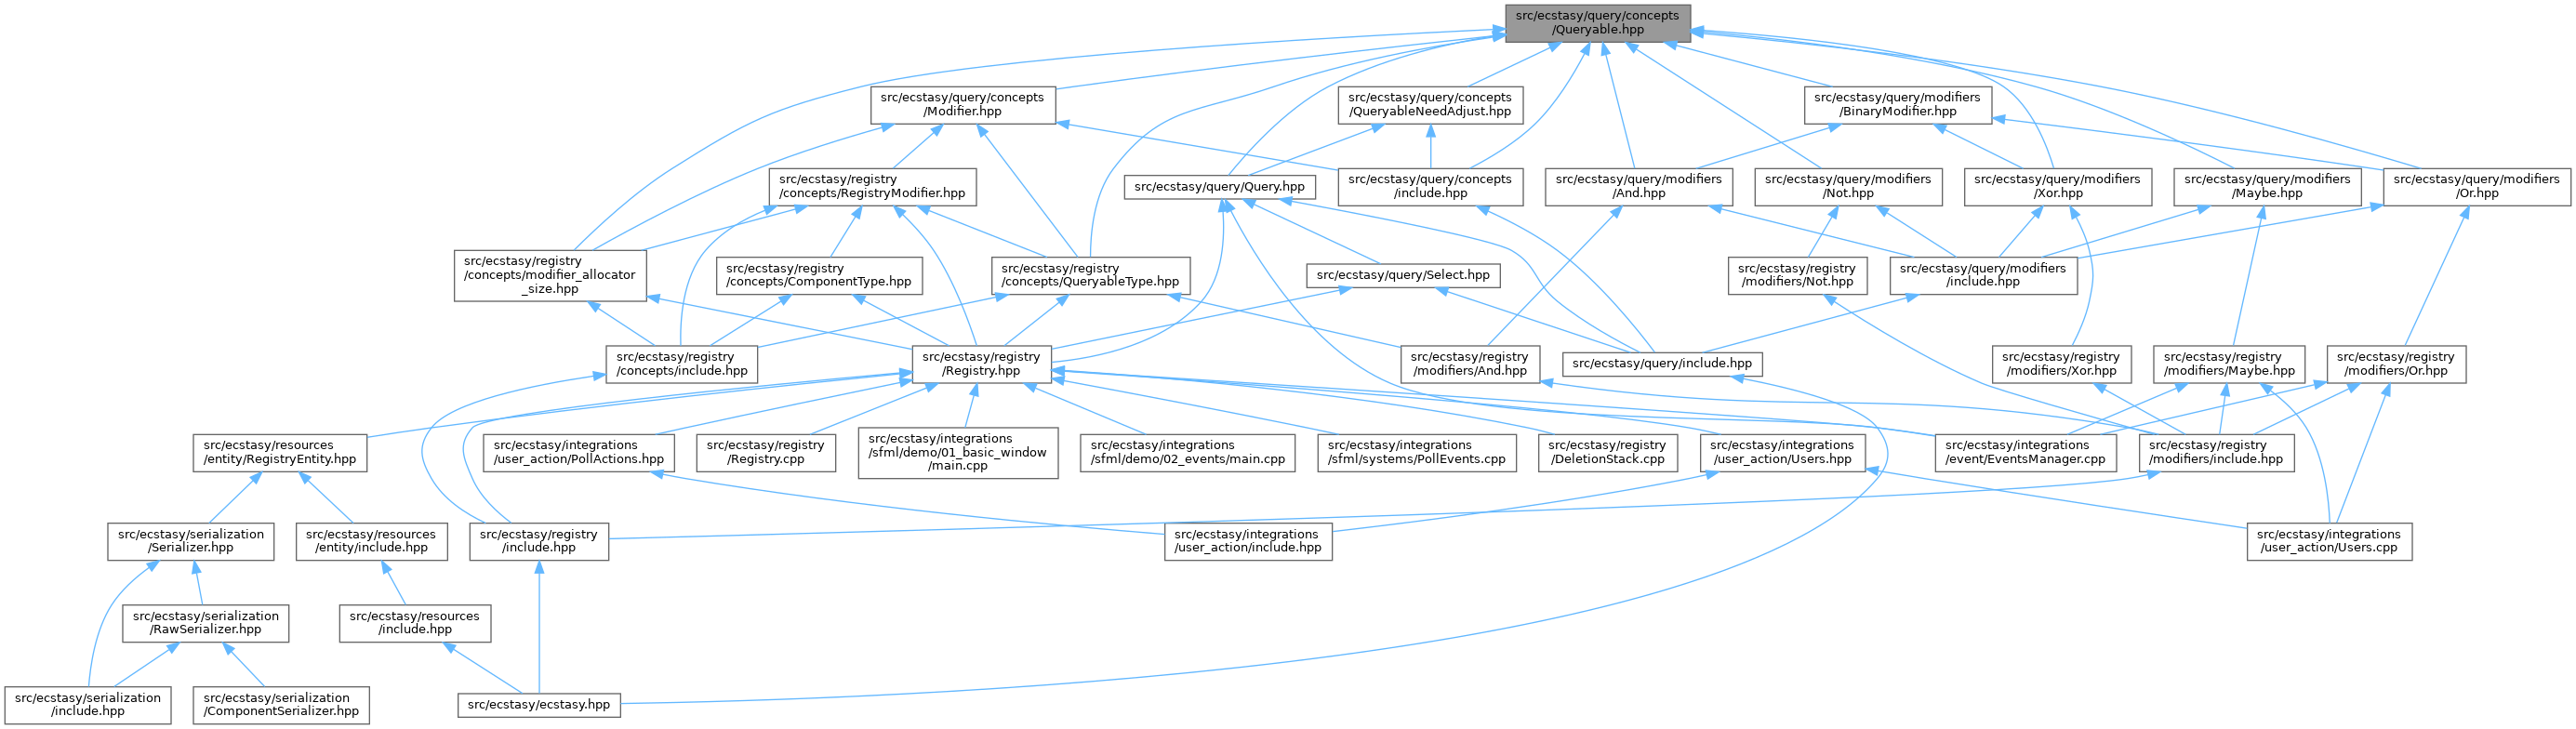 src/ecstasy/query/concepts
/Queryable.hpp
src/ecstasy/query/concepts
/Modifier.hpp
src/ecstasy/query/concepts
/QueryableNeedAdjust.hpp
src/ecstasy/query/modifiers
/BinaryModifier.hpp
src/ecstasy/registry
/concepts/RegistryModifier.hpp
src/ecstasy/query/Query.hpp
src/ecstasy/query/concepts
/include.hpp
src/ecstasy/query/modifiers
/And.hpp
src/ecstasy/query/modifiers
/Not.hpp
src/ecstasy/query/modifiers
/Xor.hpp
src/ecstasy/query/modifiers
/Maybe.hpp
src/ecstasy/query/modifiers
/Or.hpp
src/ecstasy/registry
/concepts/modifier_allocator
_size.hpp
src/ecstasy/registry
/concepts/ComponentType.hpp
src/ecstasy/registry
/concepts/QueryableType.hpp
src/ecstasy/query/Select.hpp
src/ecstasy/registry
/modifiers/Not.hpp
src/ecstasy/query/modifiers
/include.hpp
src/ecstasy/registry
/concepts/include.hpp
src/ecstasy/registry
/Registry.hpp
src/ecstasy/registry
/modifiers/And.hpp
src/ecstasy/query/include.hpp
src/ecstasy/registry
/modifiers/Xor.hpp
src/ecstasy/registry
/modifiers/Maybe.hpp
src/ecstasy/registry
/modifiers/Or.hpp
src/ecstasy/resources
/entity/RegistryEntity.hpp
src/ecstasy/integrations
/user_action/PollActions.hpp
src/ecstasy/registry
/Registry.cpp
src/ecstasy/integrations
/sfml/demo/01_basic_window
/main.cpp
src/ecstasy/integrations
/sfml/demo/02_events/main.cpp
src/ecstasy/integrations
/sfml/systems/PollEvents.cpp
src/ecstasy/registry
/DeletionStack.cpp
src/ecstasy/integrations
/user_action/Users.hpp
src/ecstasy/integrations
/event/EventsManager.cpp
src/ecstasy/registry
/modifiers/include.hpp
src/ecstasy/serialization
/Serializer.hpp
src/ecstasy/resources
/entity/include.hpp
src/ecstasy/registry
/include.hpp
src/ecstasy/integrations
/user_action/include.hpp
src/ecstasy/integrations
/user_action/Users.cpp
src/ecstasy/serialization
/RawSerializer.hpp
src/ecstasy/resources
/include.hpp
src/ecstasy/serialization
/include.hpp
src/ecstasy/serialization
/ComponentSerializer.hpp
src/ecstasy/ecstasy.hpp